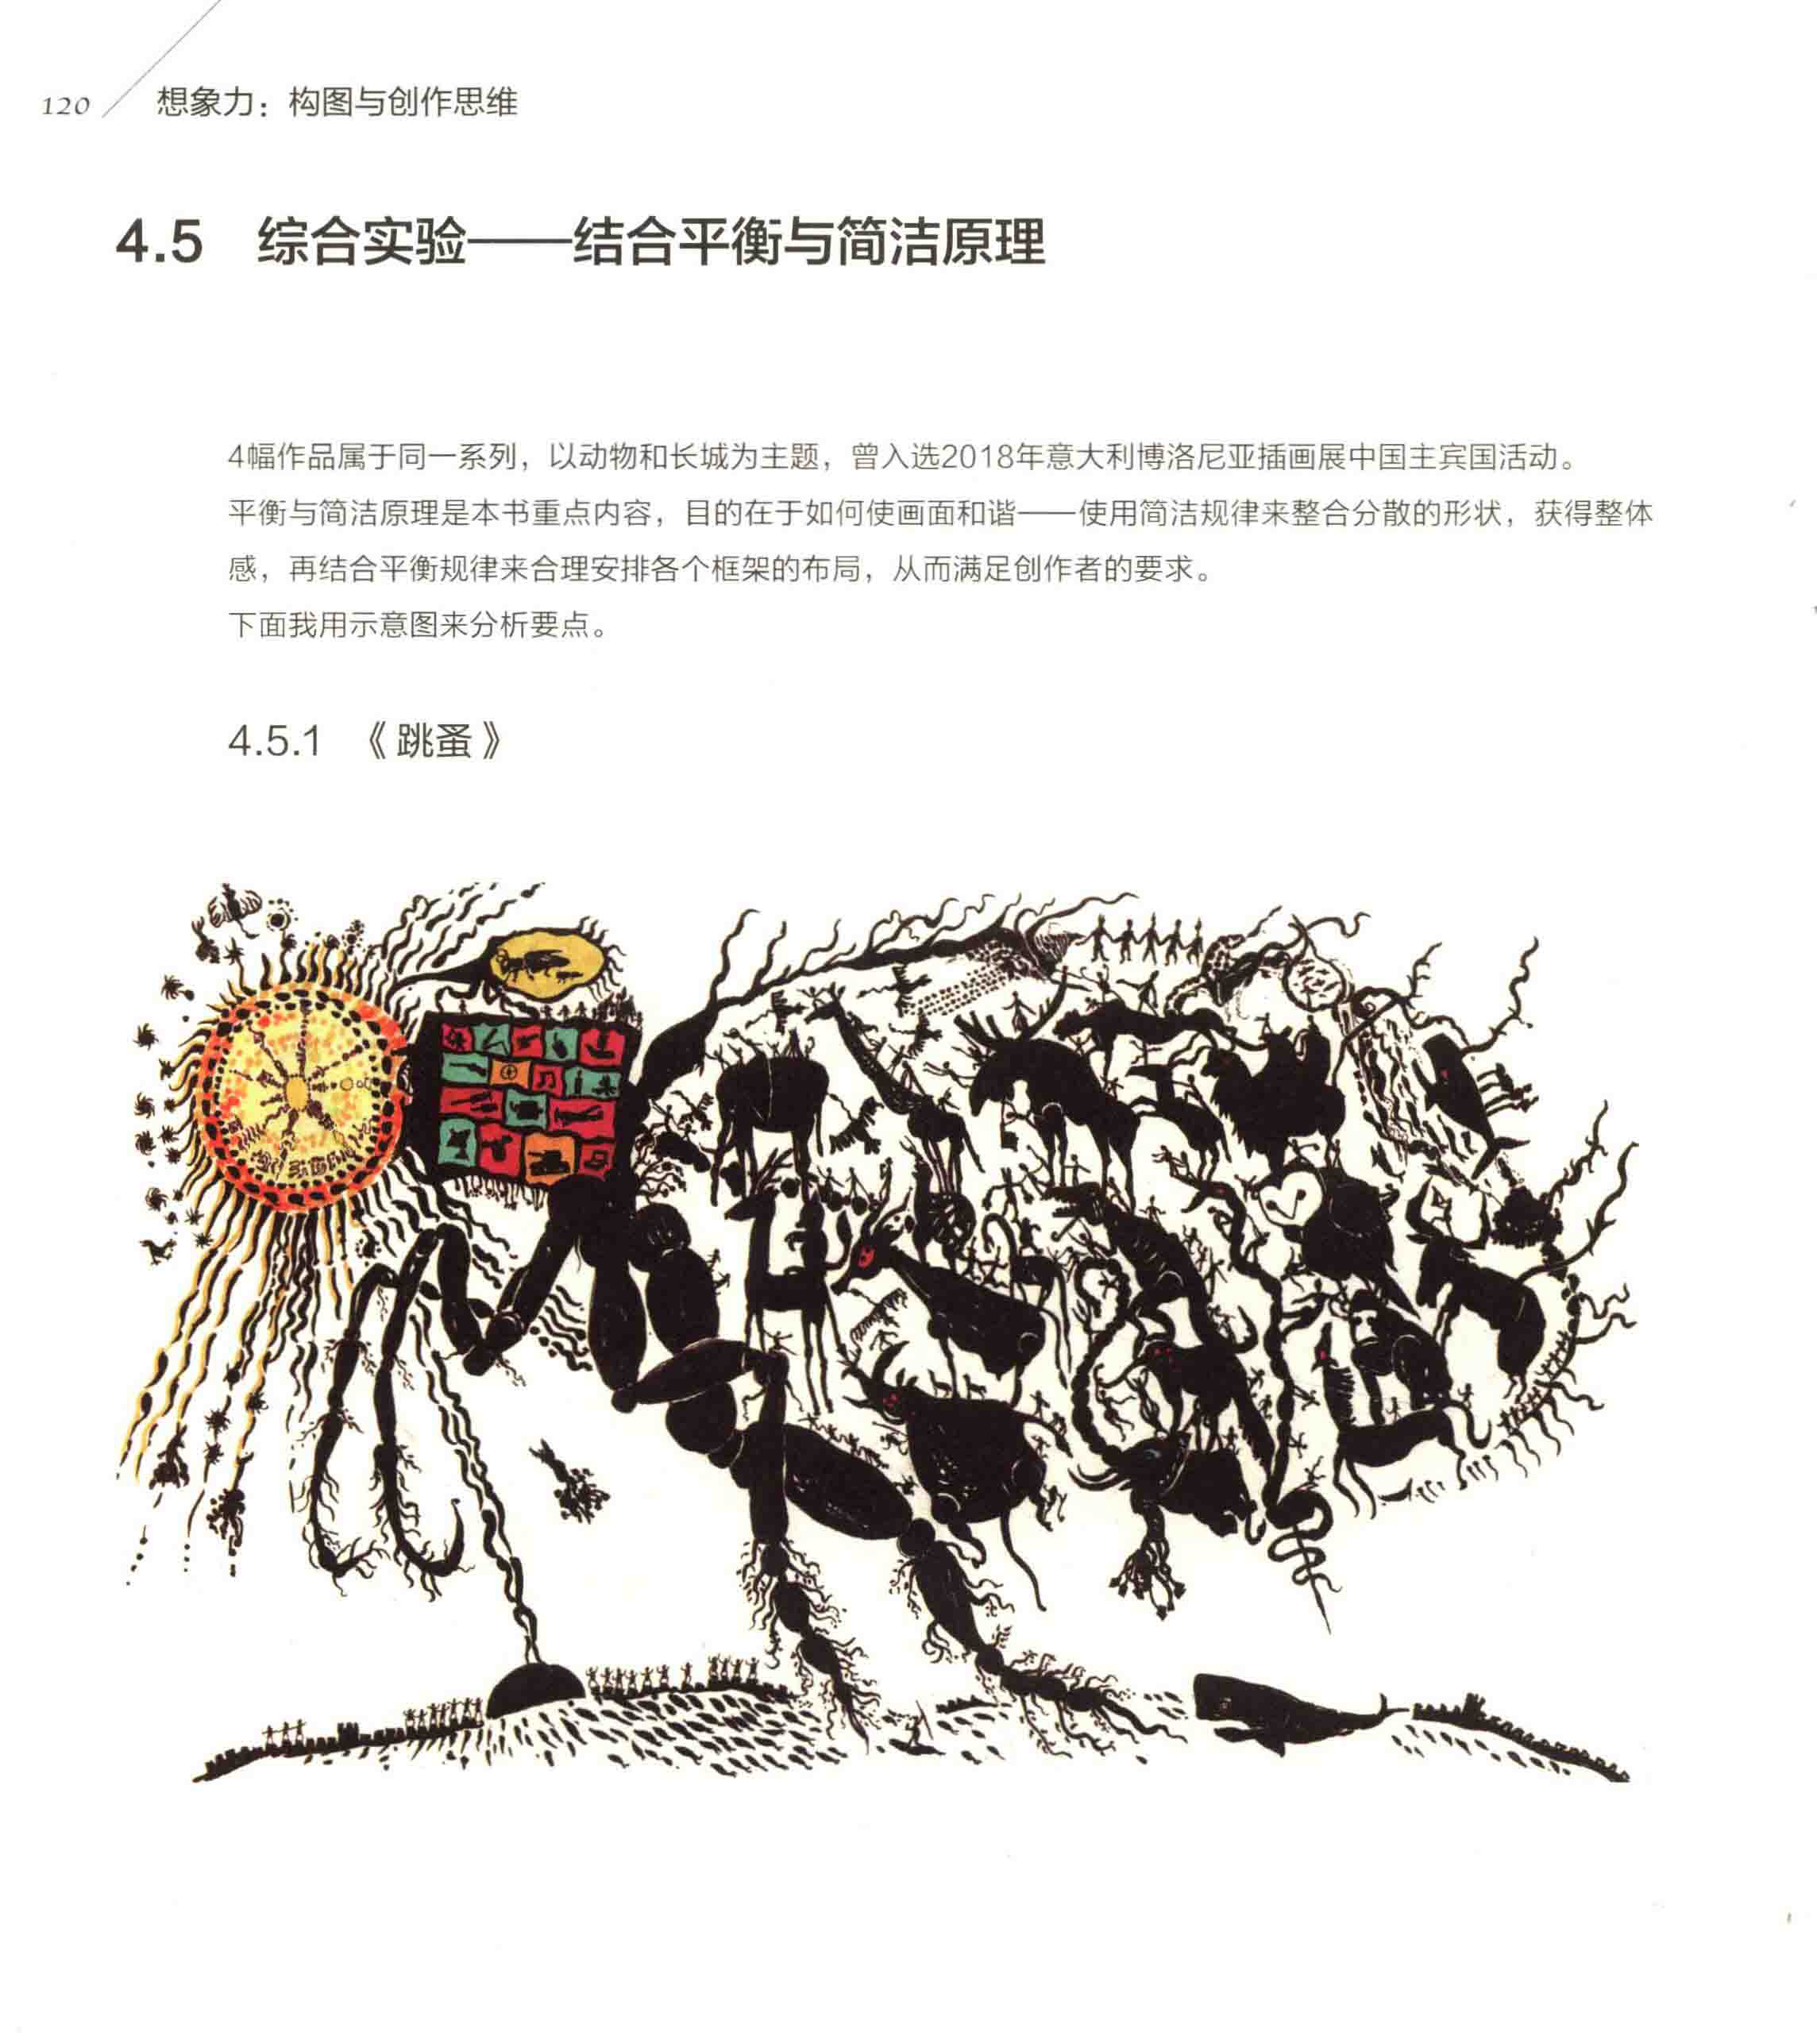 120
想象力：构图与创作思维
4.5 综合实验——结合平衡与简洁原理
4幅作品属于同一系列，以动物和长城为主题，曾入选2018年意大利博洛尼亚插画展中国主宾国活动。
平衡与简洁原理是本书重点内容，目的在于如何使画面和谐——使用简洁规律来整合分散的形状，获得整体
感，再结合平衡规律来合理安排各个框架的布局，从而满足创作者的要求。
下面我用示意图来分析要点。
4.5.1 《跳蚤》